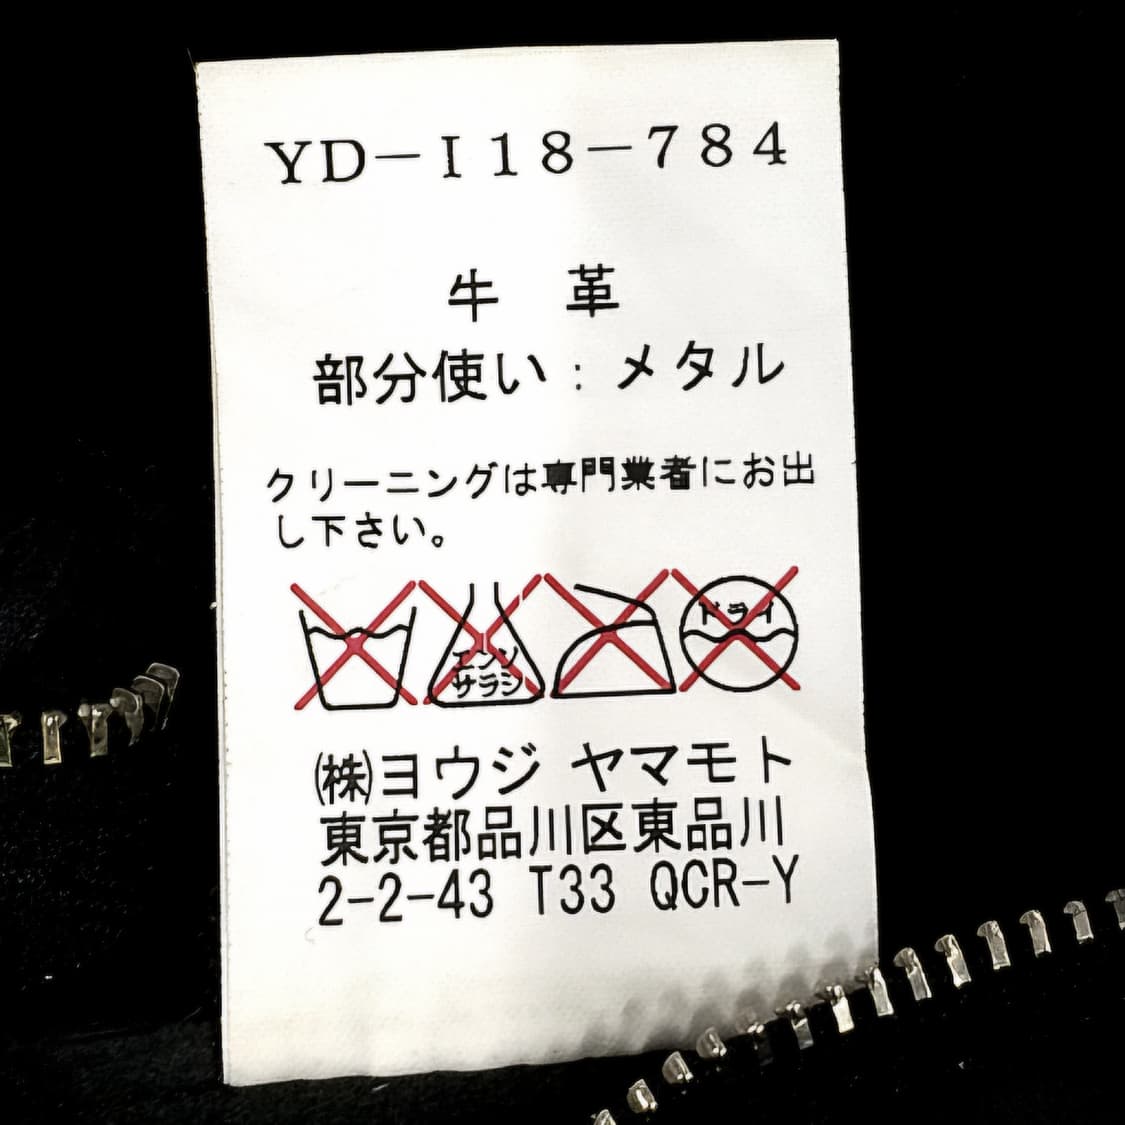 YD-I18-784
牛 革
部分使い：メタル
クリーニングは専門業者にお出
し下さい。
エンソ
サラシ
ドライ
㈱ヨウジ ヤマモト
東京都品川区東品川
2-2-43 T33 QCR-Y